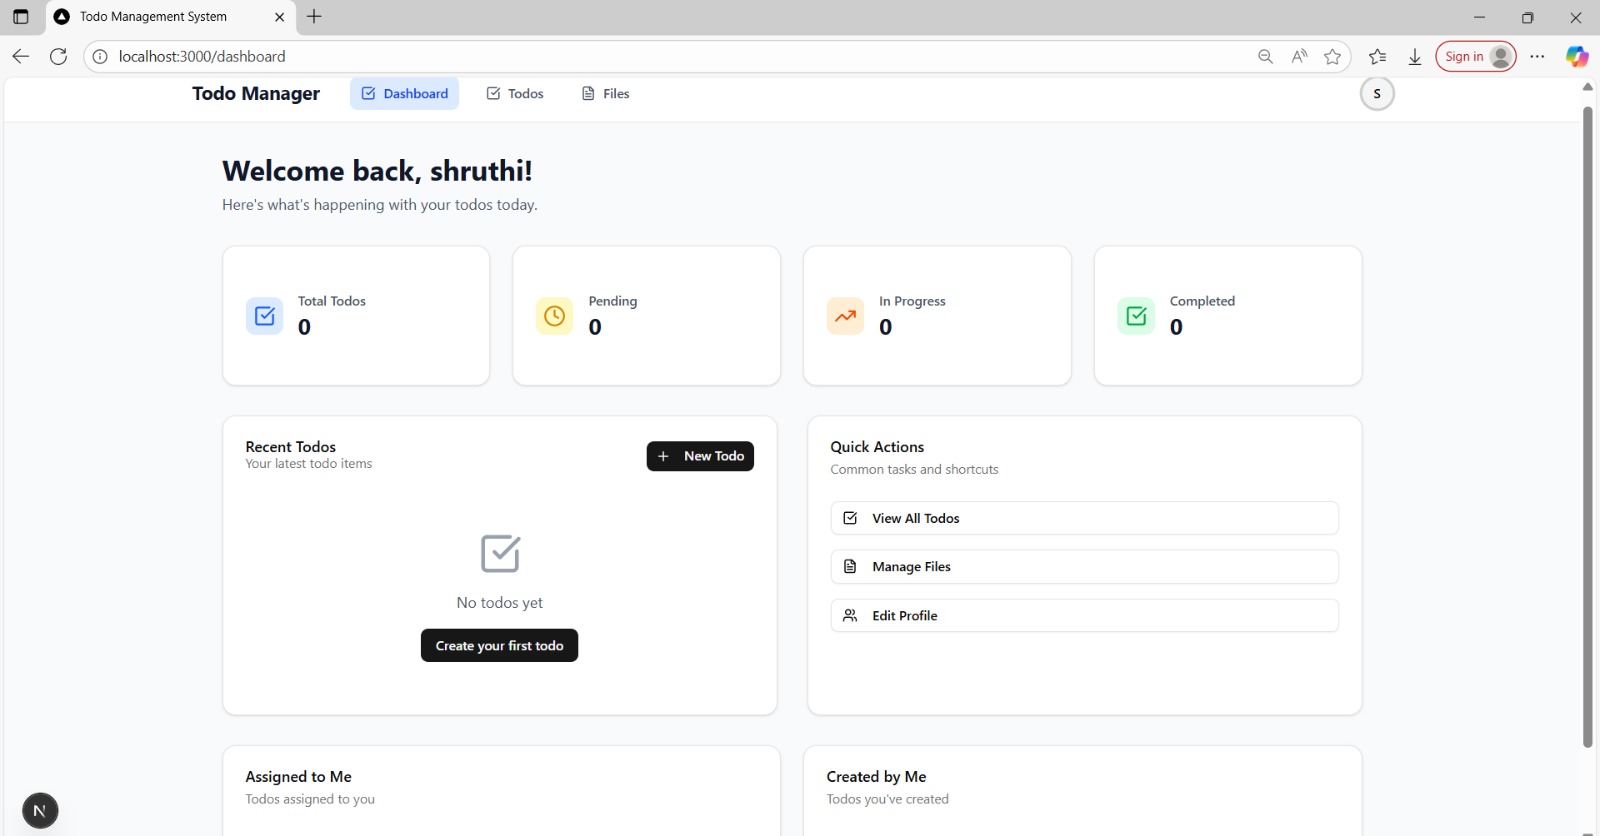 Todo Management System
localhost:3000/dashboard
Sign in
Todo Manager
Dashboard
Todos
Files
S
Welcome back, shruthi!
Here's what's happening with your todos today.
Total Todos
0
Pending
0
In Progress
0
Completed
0
Recent Todos
Your latest todo items
New Todo
No todos yet
Create your first todo
Quick Actions
Common tasks and shortcuts
View All Todos
Manage Files
Edit Profile
Assigned to Me
Todos assigned to you
Created by Me
Todos you've created
N